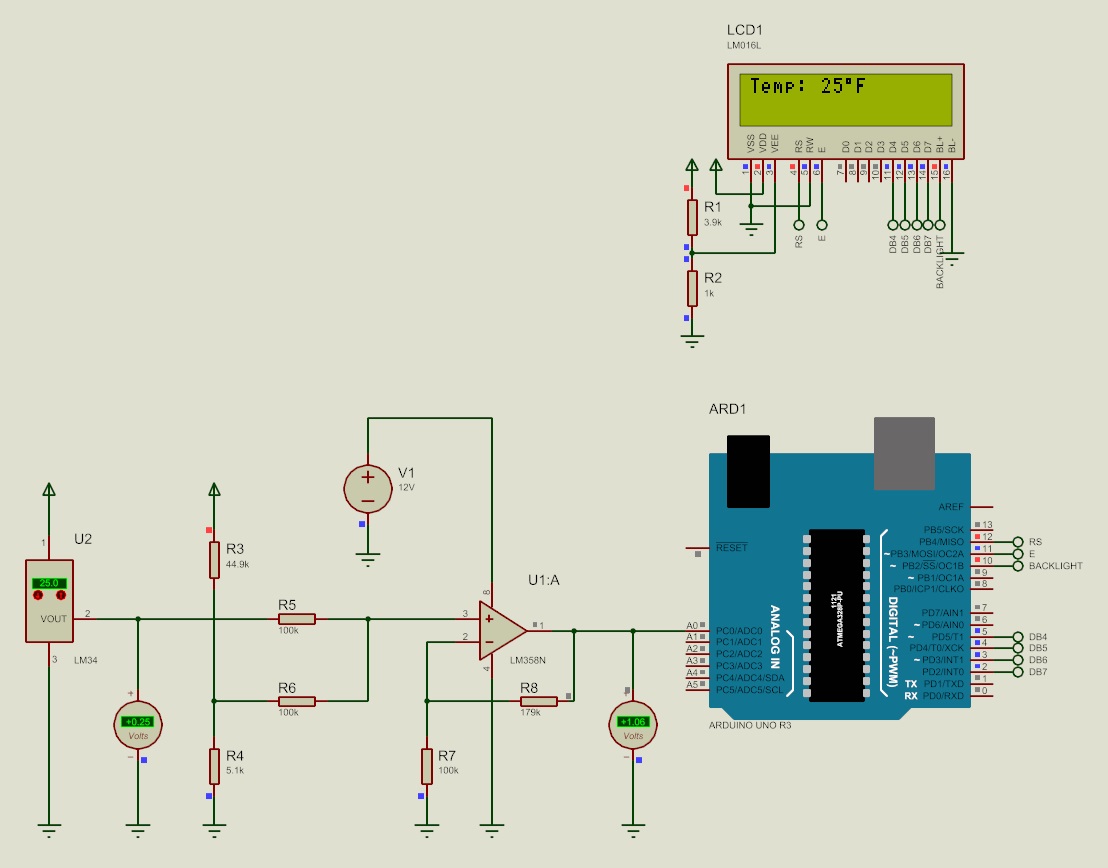 LCD1
LM016L
Temp: 25°F
VSS
VDD
VEE
RS
RW
E
D0
D1
D2
D3
D4
D5
D6
D7
BL+
BL-
1
2
3
4
5
6
7
8
9
10
11
12
13
14
15
16
R1
3.9k
R2
1k
RS
E
DB4
DB5
DB6
DB7
BACKLIGHT
ARD1
V1
12V
U2
1
25.0
VOUT
2
3
LM34
R3
44.9k
R5
100k
R6
100k
R4
5.1k
+0.25
Volts
U1:A
8
3
2
1
4
LM358N
R8
179k
R7
100k
+1.06
Volts
RESET
AREF
PB5/SCK 13
PB4/MISO 12 RS
~PB3/MOSI/OC2A 11 E
~ PB2/SS/OC1B 10 BACKLIGHT
~ PB1/OC1A 9
PB0/ICP1/CLKO 8
PD7/AIN1 7
~ PD6/AIN0 6
~ PD5/T1 5 DB4
PD4/T0/XCK 4 DB5
~ PD3/INT1 3 DB6
PD2/INT0 2 DB7
TX PD1/TXD 1
RX PD0/RXD 0
A0 PC0/ADC0
A1 PC1/ADC1
A2 PC2/ADC2
A3 PC3/ADC3
A4 PC4/ADC4/SDA
A5 PC5/ADC5/SCL
ANALOG IN
DIGITAL (~PWM)
1121
ATMEGA328P-PU
ARDUINO UNO R3